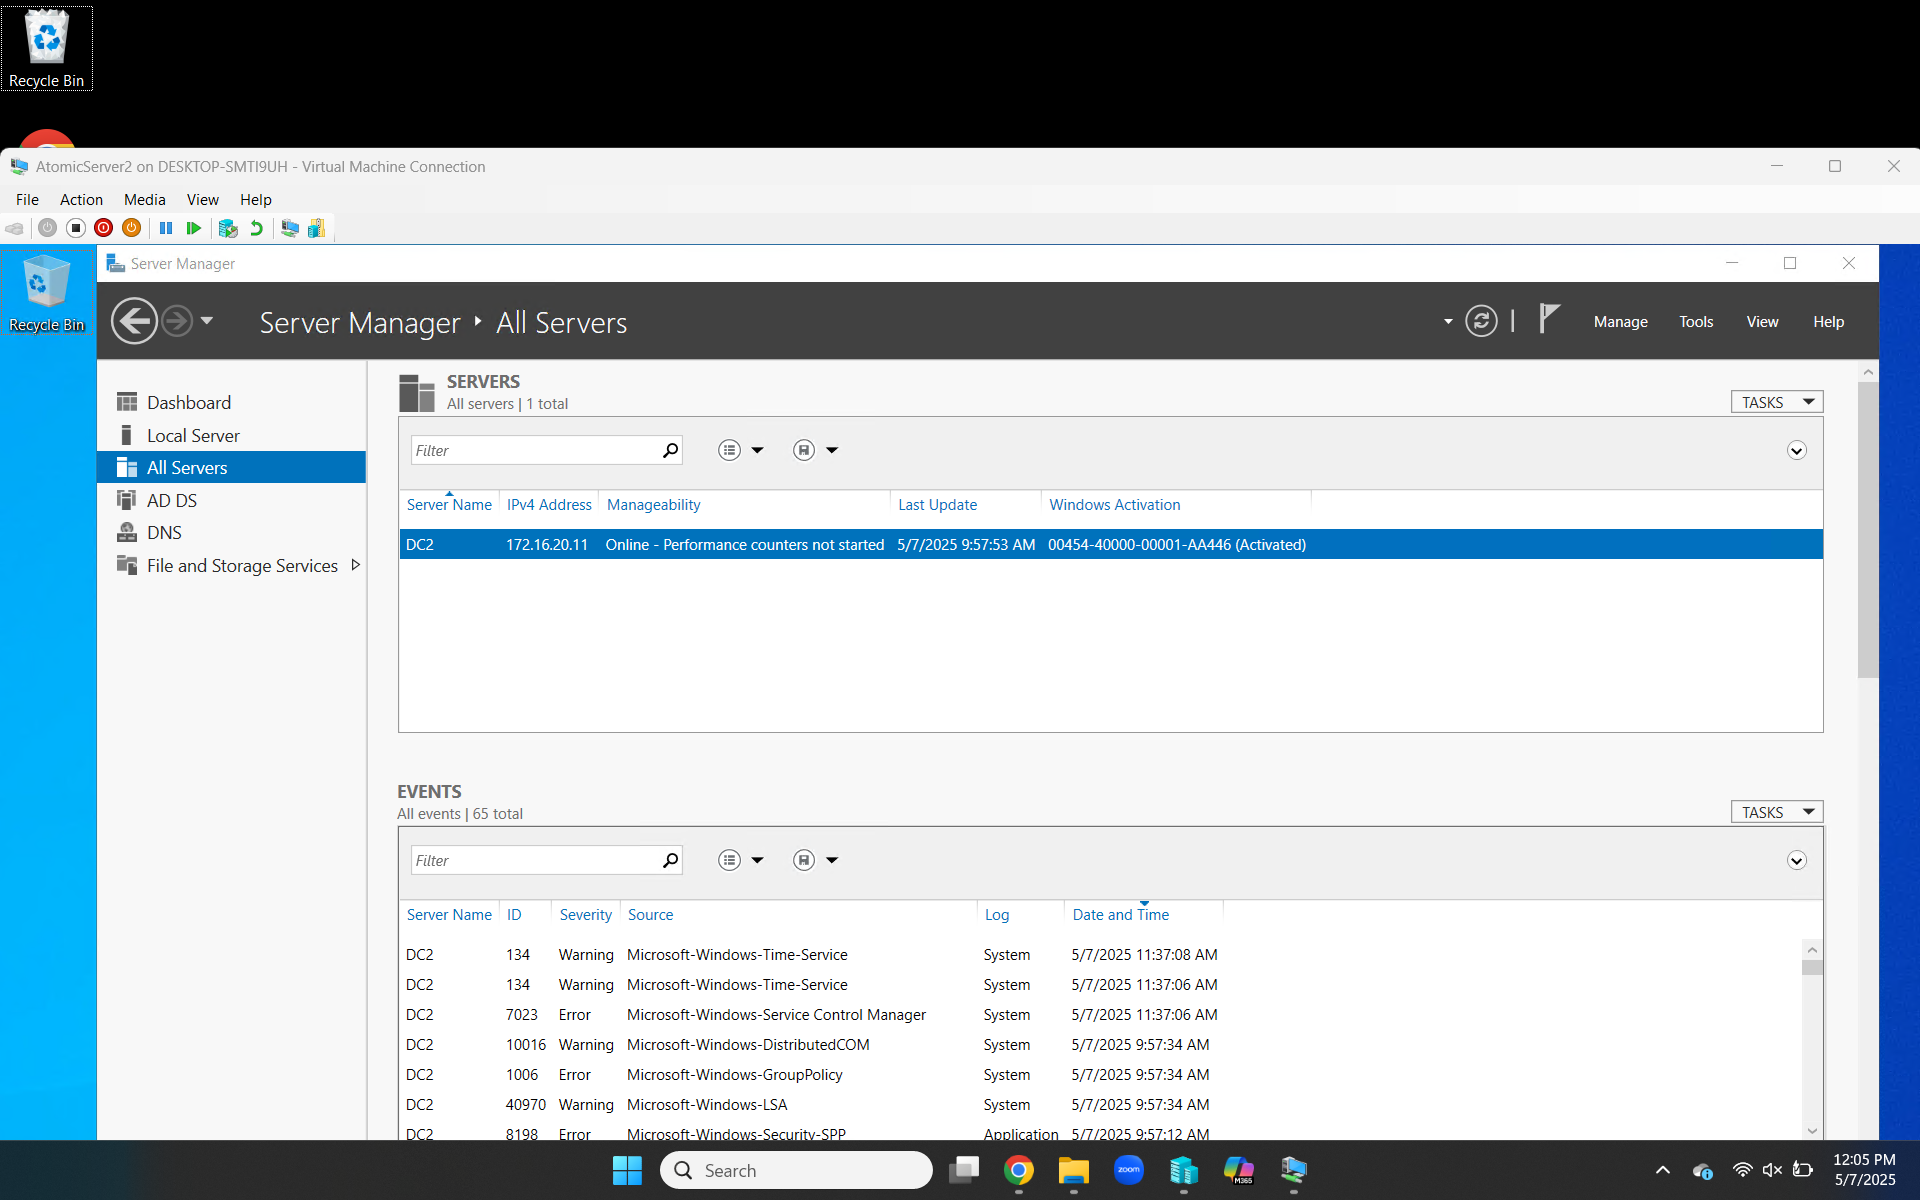 Recycle Bin
AtomicServer2 on DESKTOP-SMTI9UH - Virtual Machine Connection
File Action Media View Help
Server Manager
Recycle Bin
Server Manager All Servers
Manage Tools View Help
Dashboard
Local Server
All Servers
AD DS
DNS
File and Storage Services
SERVERS
All servers | 1 total
TASKS
Filter
Server Name IPv4 Address Manageability Last Update Windows Activation
DC2 172.16.20.11 Online - Performance counters not started 5/7/2025 9:57:53 AM 00454-40000-00001-AA446 (Activated)
EVENTS
All events | 65 total
TASKS
Filter
Server Name ID Severity Source Log Date and Time
DC2 134 Warning Microsoft-Windows-Time-Service System 5/7/2025 11:37:08 AM
DC2 134 Warning Microsoft-Windows-Time-Service System 5/7/2025 11:37:06 AM
DC2 7023 Error Microsoft-Windows-Service Control Manager System 5/7/2025 11:37:06 AM
DC2 10016 Warning Microsoft-Windows-DistributedCOM System 5/7/2025 9:57:34 AM
DC2 1006 Error Microsoft-Windows-GroupPolicy System 5/7/2025 9:57:34 AM
DC2 40970 Warning Microsoft-Windows-LSA System 5/7/2025 9:57:34 AM
DC2 8198 Error Microsoft-Windows-Security-SPP Application 5/7/2025 9:57:12 AM
Search
zoom
M365
12:05 PM
5/7/2025